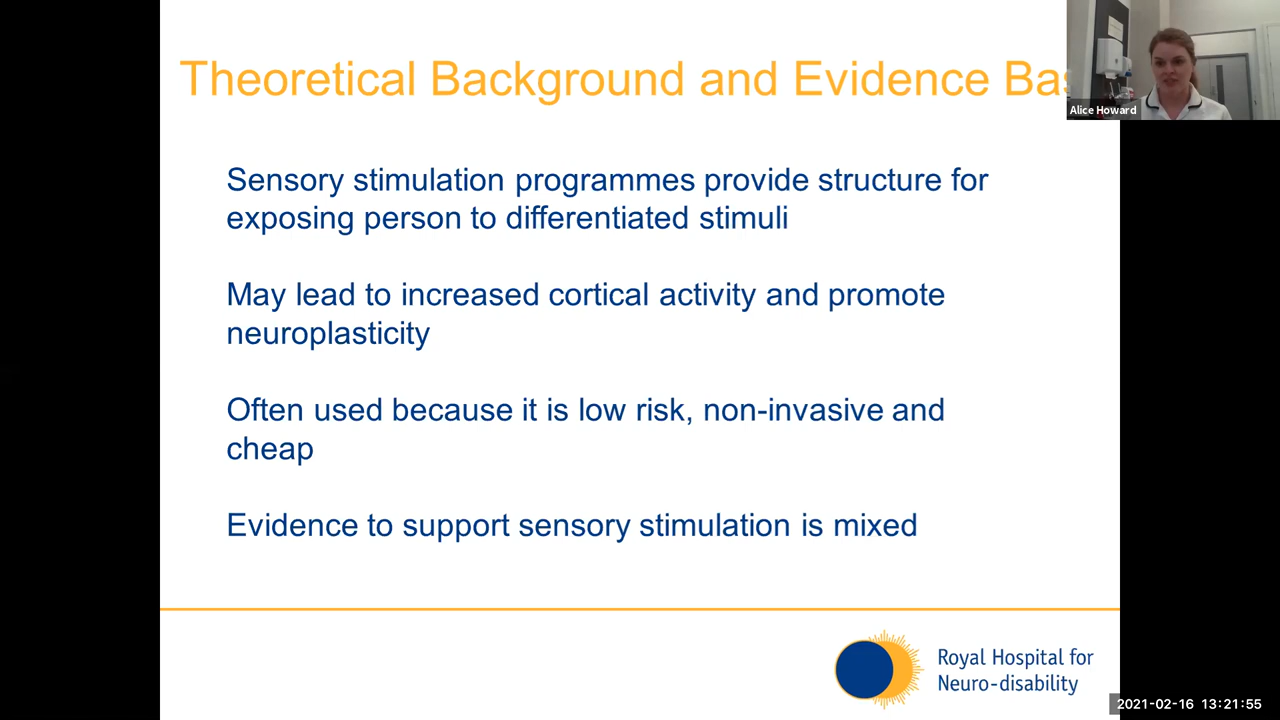 Theoretical Background and Evidence Bas
Alice Howard
Sensory stimulation programmes provide structure for
exposing person to differentiated stimuli
May lead to increased cortical activity and promote
neuroplasticity
Often used because it is low risk, non-invasive and
cheap
Evidence to support sensory stimulation is mixed
Royal Hospital for
Neuro-disability
2021-02-16 13:21:55